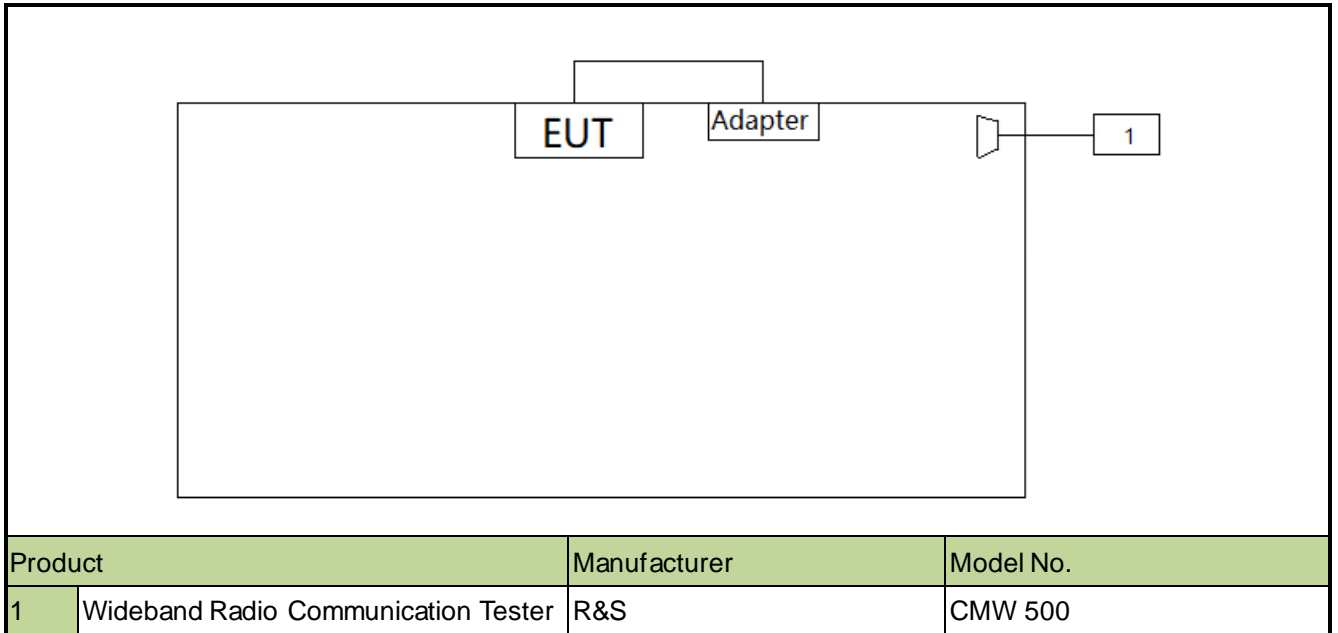 EUT
Adapter
1
Product Manufacturer Model No.
1 Wideband Radio Communication Tester R&S CMW 500